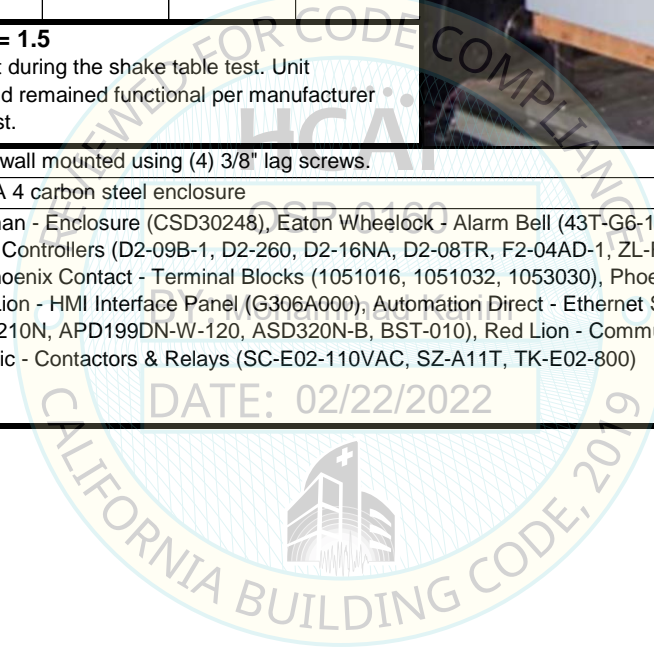 = 1.5
during the shake table test. Unit
d remained functional per manufacturer
st.
wall mounted using (4) 3/8" lag screws.
A 4 carbon steel enclosure
an - Enclosure (CSD30248), Eaton Wheelock - Alarm Bell (43T-G6-1
Controllers (D2-09B-1, D2-260, D2-16NA, D2-08TR, F2-04AD-1, ZL-
oenix Contact - Terminal Blocks (1051016, 1051032, 1053030), Phoe
ion - HMI Interface Panel (G306A000), Automation Direct - Ethernet S
210N, APD199DN-W-120, ASD320N-B, BST-010), Red Lion - Commu
ic - Contactors & Relays (SC-E02-110VAC, SZ-A11T, TK-E02-800)
REVIEWED FOR CODE COMPLIANCE
HCAI
OSP-0160
BY: Mohammad Karim
DATE: 02/22/2022
CALIFORNIA BUILDING CODE, 2019